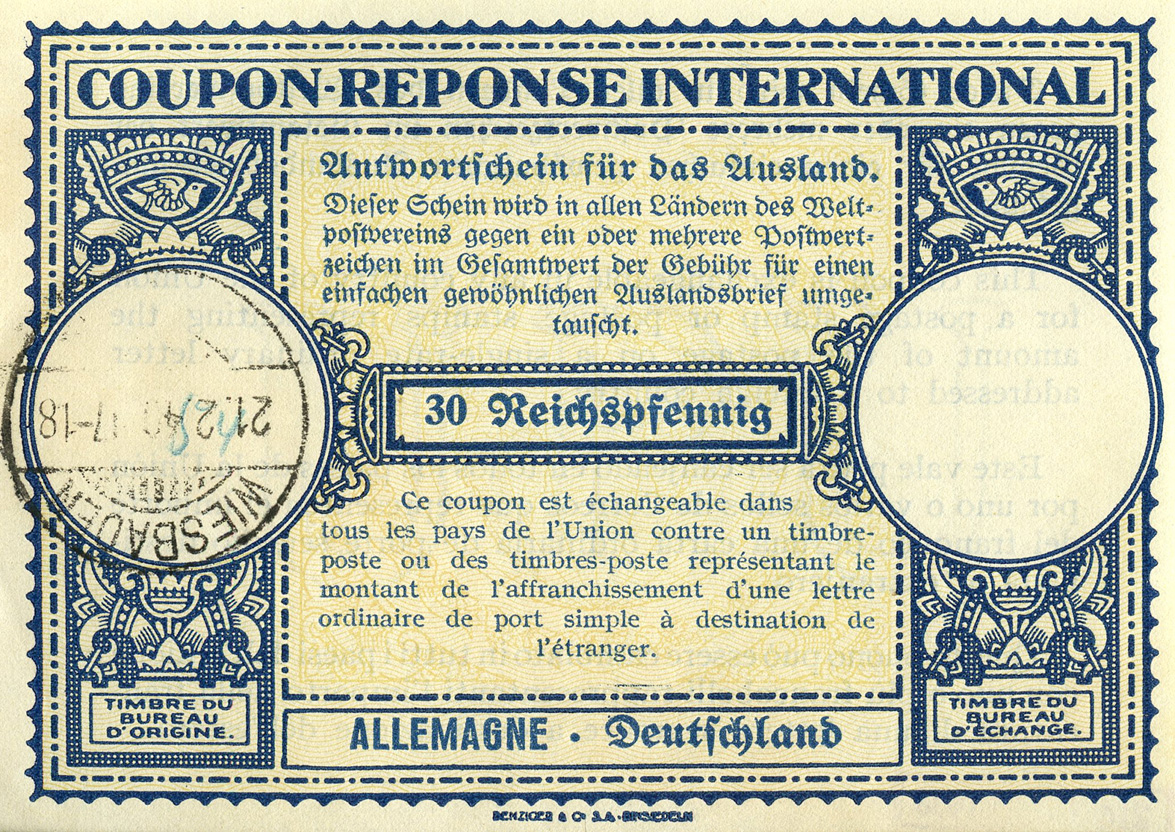 COUPON-REPONSE INTERNATIONAL
Antwortschein für das Ausland.
Dieser Schein wird in allen Ländern des Welt-
postvereins gegen ein oder mehrere Postwert-
zeichen im Gesamtwert der Gebühr für einen
einfachen gewöhnlichen Auslandsbrief umge-
tauscht.
30 Reichspfennig
Ce coupon est échangeable dans
tous les pays de l'Union contre un timbre-
poste ou des timbres-poste représentant le
montant de l'affranchissement d'une lettre
ordinaire de port simple à destination de
l'étranger.
WIESBADEN
17-18
TIMBRE DU
BUREAU
D'ORIGINE.
ALLEMAGNE • Deutschland
TIMBRE DU
BUREAU
D'ÉCHANGE.
BENZIGER & Co S.A.-EINSIEDELN